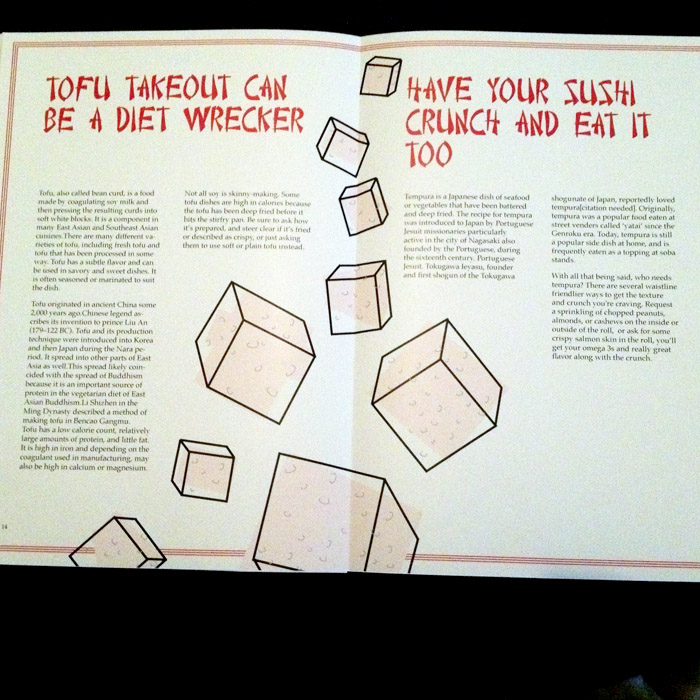 TOFU TAKEOUT CAN
BE A DIET WRECKER
Tofu, also called bean curd, is a food
made by coagulating soy milk and
then pressing the resulting curds into
soft white blocks. It is a component in
many East Asian and Southeast Asian
cuisines. There are many different va-
rieties of tofu, including fresh tofu and
tofu that has been processed in some
way. Tofu has a subtle flavor and can
be used in savory and sweet dishes. It
is often seasoned or marinated to suit
the dish.
Tofu originated in ancient China some
2,000 years ago. Chinese legend as-
cribes its invention to prince Liu An
(179–122 BC). Tofu and its production
technique were introduced into Korea
and then Japan during the Nara pe-
riod. It spread into other parts of East
Asia as well. This spread likely coin-
cided with the spread of Buddhism
because it is an important source of
protein in the vegetarian diet of East
Asian Buddhism. Li Shizhen in the
Ming Dynasty described a method of
making tofu in Bencao Gangmu.
Tofu has a low calorie count, relatively
large amounts of protein, and little fat.
It is high in iron and depending on the
coagulant used in manufacturing, may
also be high in calcium or magnesium.
Not all soy is skinny-making. Some
tofu dishes are high in calories because
the tofu has been deep fried before it
hits the stirfry pan. Be sure to ask how
it's prepared, and steer clear if it's fried
or described as crispy, or just asking
them to use soft or plain tofu instead.
14
HAVE YOUR SUSHI
CRUNCH AND EAT IT
TOO
Tempura is a Japanese dish of seafood
or vegetables that have been battered
and deep fried. The recipe for tempura
was introduced to Japan by Portuguese
Jesuit missionaries particularly
active in the city of Nagasaki also
founded by the Portuguese, during
the sixteenth century. Portuguese
Jesuit. Tokugawa Ieyasu, founder
and first shogun of the Tokugawa
shogunate of Japan, reportedly loved
tempura[citation needed]. Originally,
tempura was a popular food eaten at
street venders called 'yatai' since the
Genroku era. Today, tempura is still
a popular side dish at home, and is
frequently eaten as a topping at soba
stands.
With all that being said, who needs
tempura? There are several waistline
friendlier ways to get the texture
and crunch you're craving. Request
a sprinkling of chopped peanuts,
almonds, or cashews on the inside or
outside of the roll, or ask for some
crispy salmon skin in the roll, you'll
get your omega 3s and really great
flavor along with the crunch.